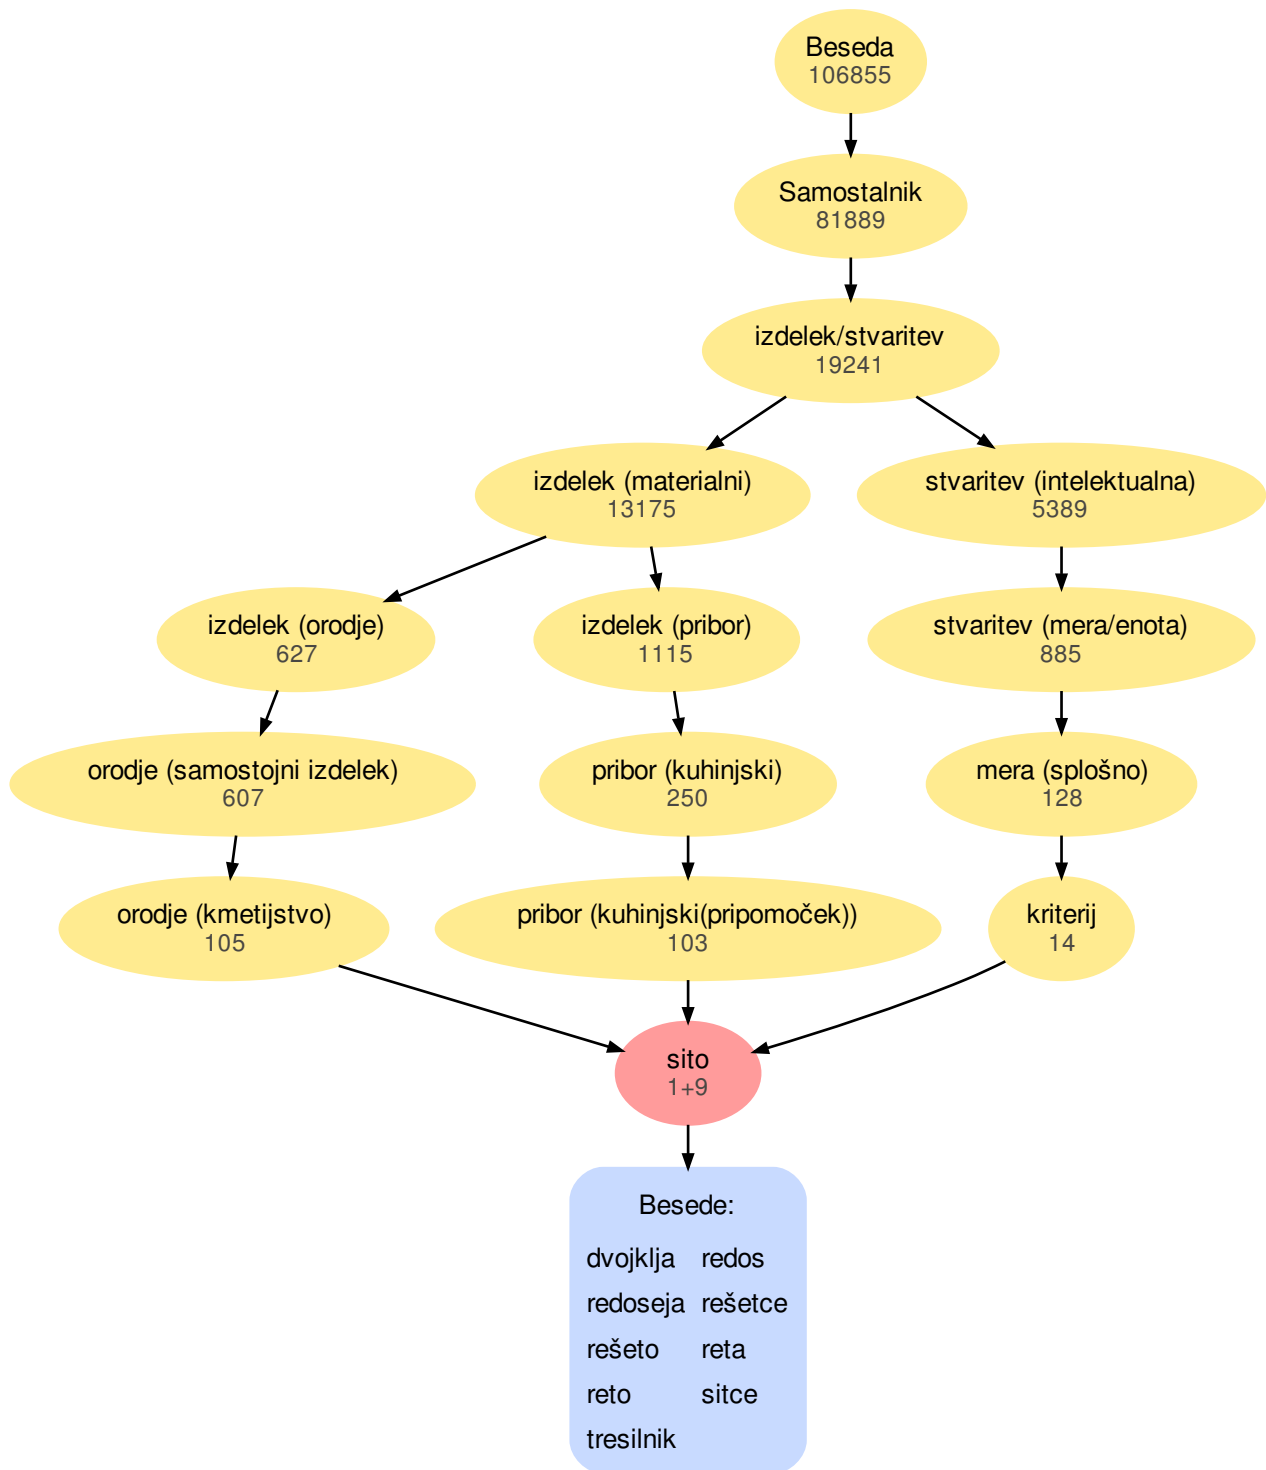 Beseda
106855
Samostalnik
81889
izdelek/stvaritev
19241
izdelek (materialni)
13175
stvaritev (intelektualna)
5389
izdelek (orodje)
627
izdelek (pribor)
1115
stvaritev (mera/enota)
885
orodje (samostojni izdelek)
607
pribor (kuhinjski)
250
mera (splošno)
128
orodje (kmetijstvo)
105
pribor (kuhinjski(pripomoček))
103
kriterij
14
sito
1+9
Besede:
dvojklja redos
redoseja rešetce
rešeto reta
reto sitce
tresilnik